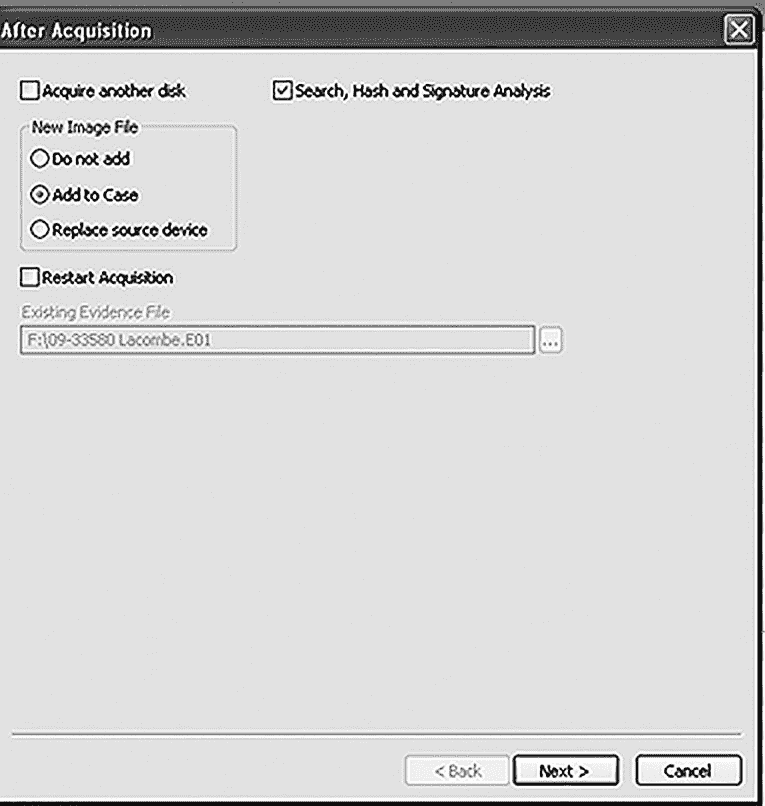 After Acquisition
Acquire another disk
Search, Hash and Signature Analysis
New Image File
Do not add
Add to Case
Replace source device
Restart Acquisition
Existing Evidence File
F:\09-33580 Lacombe.E01
...
< Back
Next >
Cancel